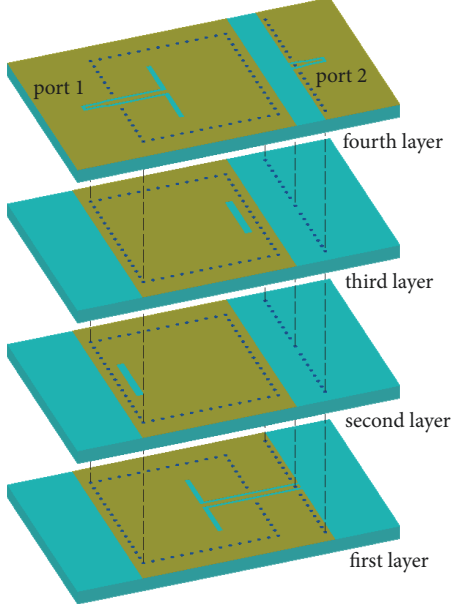 port 1
port 2
fourth layer
third layer
second layer
first layer